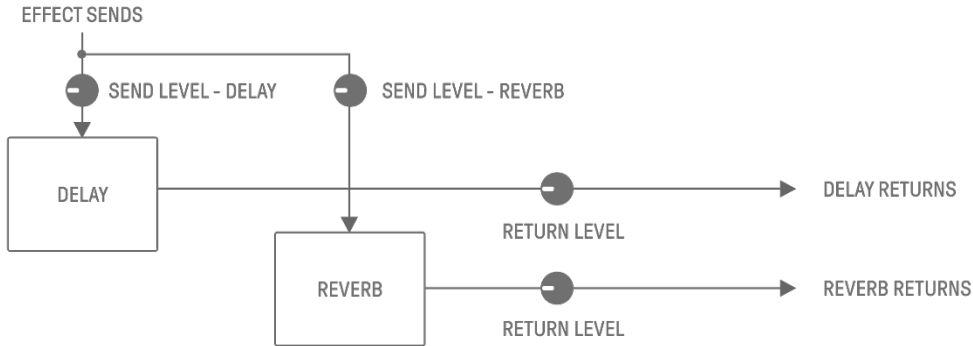 EFFECT SENDS
SEND LEVEL - DELAY
SEND LEVEL - REVERB
DELAY
DELAY RETURNS
RETURN LEVEL
REVERB
REVERB RETURNS
RETURN LEVEL